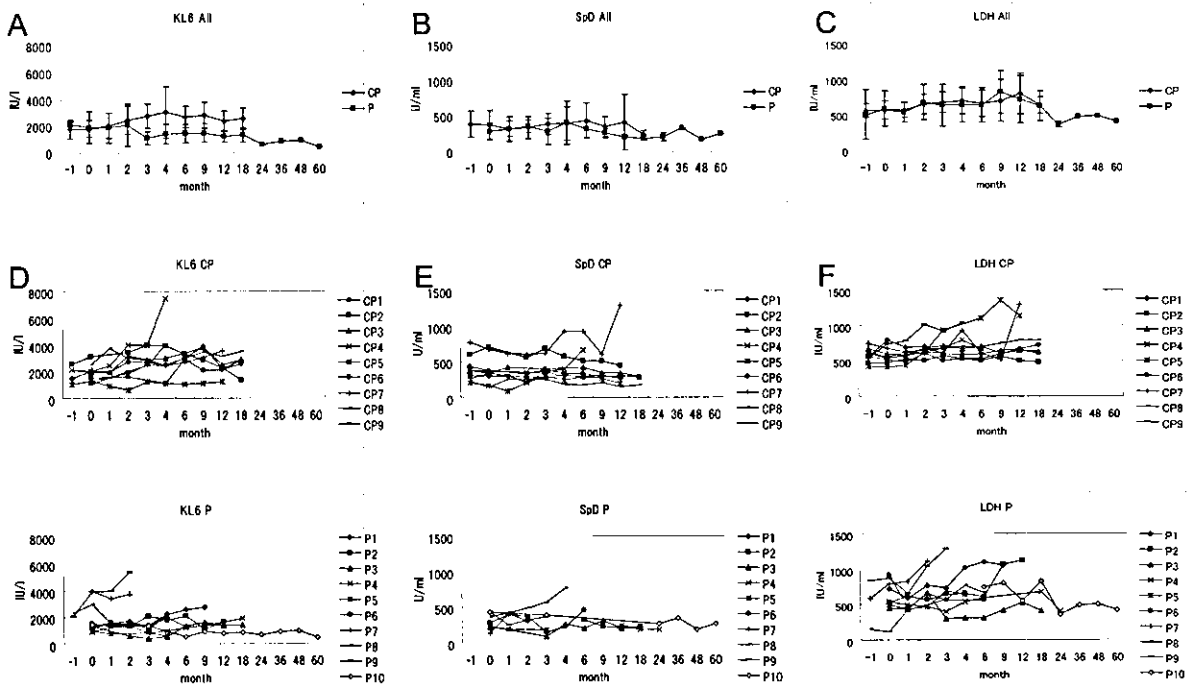 A
KL6 All
8000
6000
4000
2000
0
IU/l
-1 0 1 2 3 4 6 9 12 18 24 36 48 60
month
CP
P
B
SpD All
1500
1000
500
0
U/ml
-1 0 1 2 3 4 6 9 12 18 24 36 48 60
month
CP
P
C
LDH All
1500
1000
500
0
IU/ml
-1 0 1 2 3 4 6 9 12 18 24 36 48 60
month
CP
P
D
KL6 CP
8000
6000
4000
2000
0
IU/l
-1 0 1 2 3 4 6 9 12 18 24 36 48 60
month
CP1
CP2
CP3
CP4
CP5
CP6
CP7
CP8
CP9
E
SpD CP
1500
1000
500
0
U/ml
-1 0 1 2 3 4 6 9 12 18 24 36 48 60
month
CP1
CP2
CP3
CP4
CP5
CP6
CP7
CP8
CP9
F
LDH CP
1500
1000
500
0
IU/ml
-1 0 1 2 3 4 6 9 12 18 24 36 48 60
month
CP1
CP2
CP3
CP4
CP5
CP6
CP7
CP8
CP9
KL6 P
8000
6000
4000
2000
0
IU/l
-1 0 1 2 3 4 6 9 12 18 24 36 48 60
month
P1
P2
P3
P4
P5
P6
P7
P8
P9
P10
SpD P
1500
1000
500
0
U/ml
-1 0 1 2 3 4 6 9 12 18 24 36 48 60
month
P1
P2
P3
P4
P5
P6
P7
P8
P9
P10
LDH P
1500
1000
500
0
IU/ml
-1 0 1 2 3 4 6 9 12 18 24 36 48 60
month
P1
P2
P3
P4
P5
P6
P7
P8
P9
P10